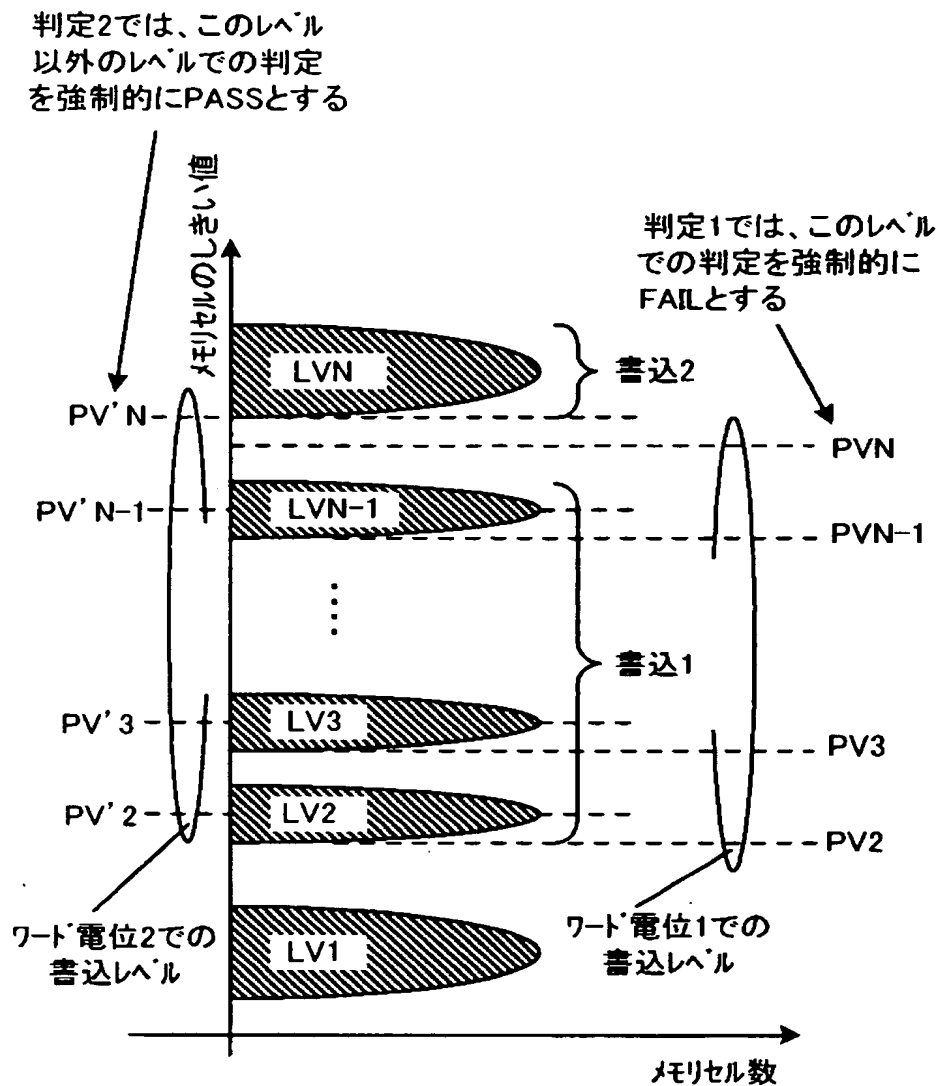 判定2では、このレベル
以外のレベルでの判定
を強制的にPASSとする
メモリセルのしきい値
判定1では、このレベル
での判定を強制的に
FAILとする
LVN
書込2
PV'N
PVN
PV'N-1
LVN-1
PVN-1
書込1
PV'3
LV3
PV3
PV'2
LV2
PV2
ワード電位2での
書込レベル
LV1
ワード電位1での
書込レベル
メモリセル数